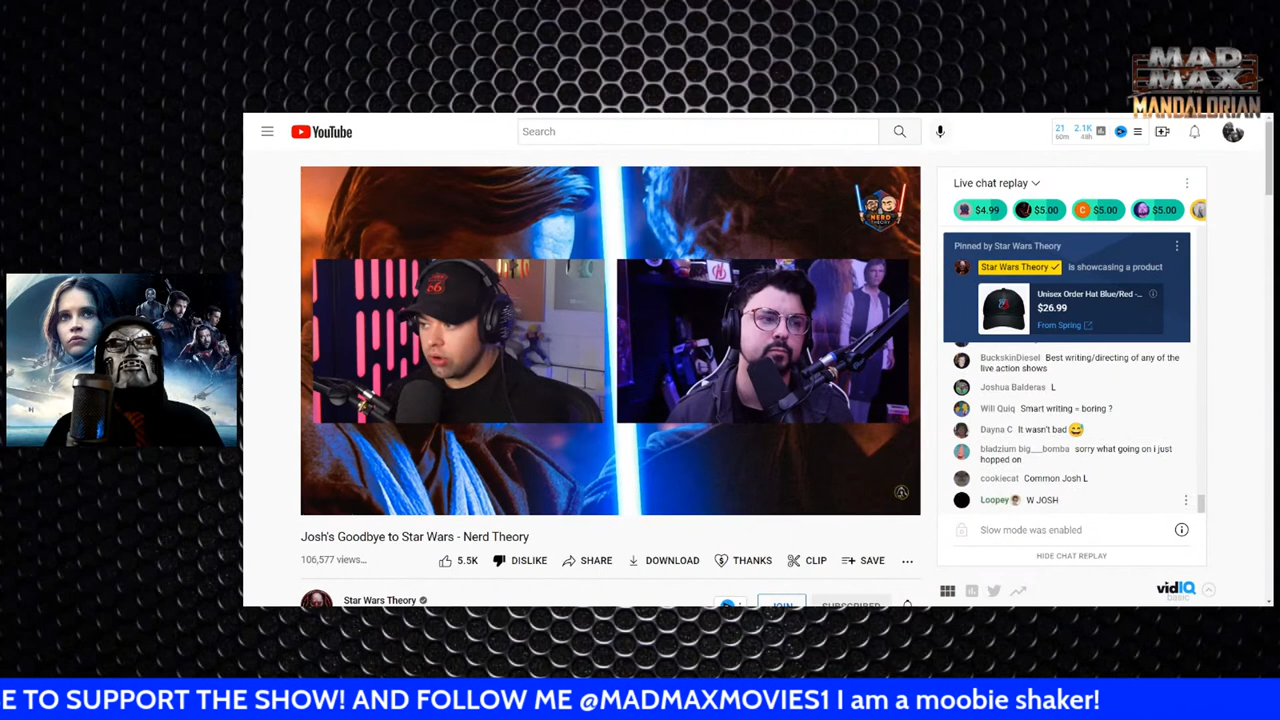 MAD
MAX
MANDALORIAN
YouTube
Search
21
60m
2.1K
48h
NERD
THEORY
Live chat replay
$4.99
$5.00
C
$5.00
$5.00
Pinned by Star Wars Theory
Star Wars Theory is showcasing a product
Unisex Order Hat Blue/Red -...
$26.99
From Spring
BuckskinDiesel Best writing/directing of any of the
live action shows
Joshua Balderas L
Will Quiq Smart writing = boring ?
Dayna C It wasn't bad 😅
bladzium big__bomba sorry what going on i just
hopped on
cookiecat Common Josh L
Loopey W JOSH
Slow mode was enabled
HIDE CHAT REPLAY
Josh's Goodbye to Star Wars - Nerd Theory
106,577 views...
5.5K
DISLIKE
SHARE
DOWNLOAD
THANKS
CLIP
SAVE
Star Wars Theory
JOIN
SUBSCRIBED
vidIQ
basic
E TO SUPPORT THE SHOW! AND FOLLOW ME @MADMAXMOVIES1 I am a moobie shaker!